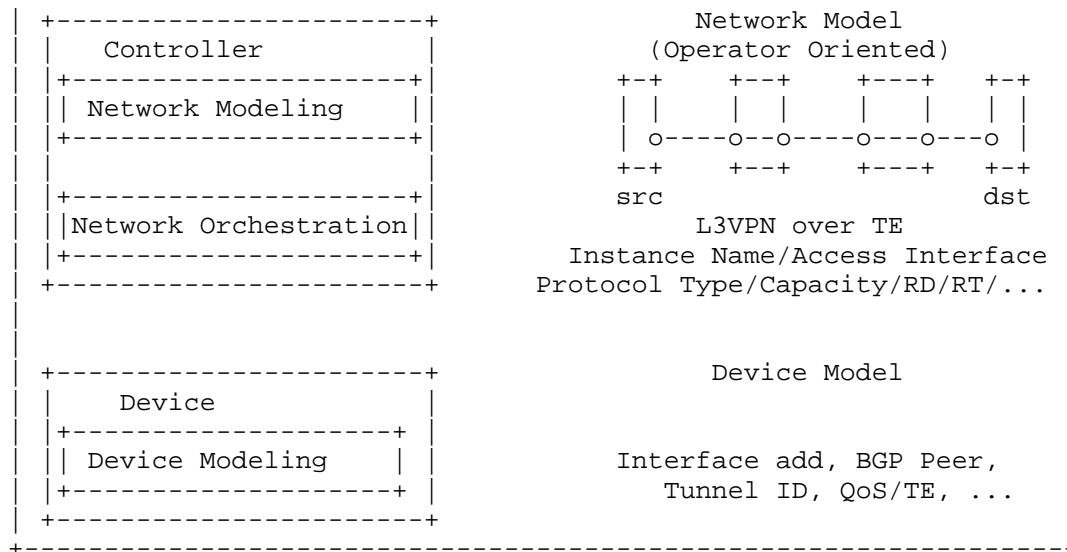 Network Model
Controller (Operator Oriented)
Network Modeling
src dst
Network Orchestration L3VPN over TE
Instance Name/Access Interface
Protocol Type/Capacity/RD/RT/...
Device Model
Device
Device Modeling Interface add, BGP Peer,
Tunnel ID, QoS/TE, ...